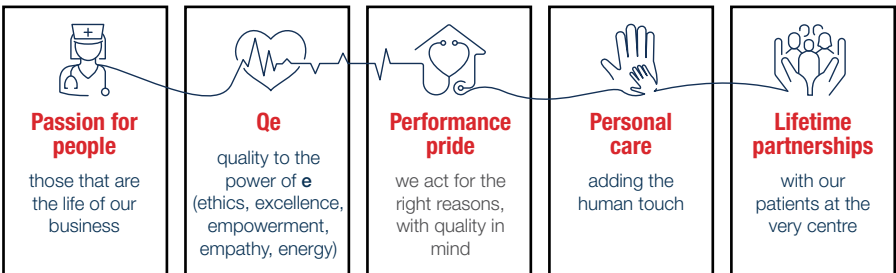 Passion for
people
those that are
the life of our
business
Qe
quality to the
power of e
(ethics, excellence,
empowerment,
empathy, energy)
Performance
pride
we act for the
right reasons,
with quality in
mind
Personal
care
adding the
human touch
Lifetime
partnerships
with our
patients at the
very centre